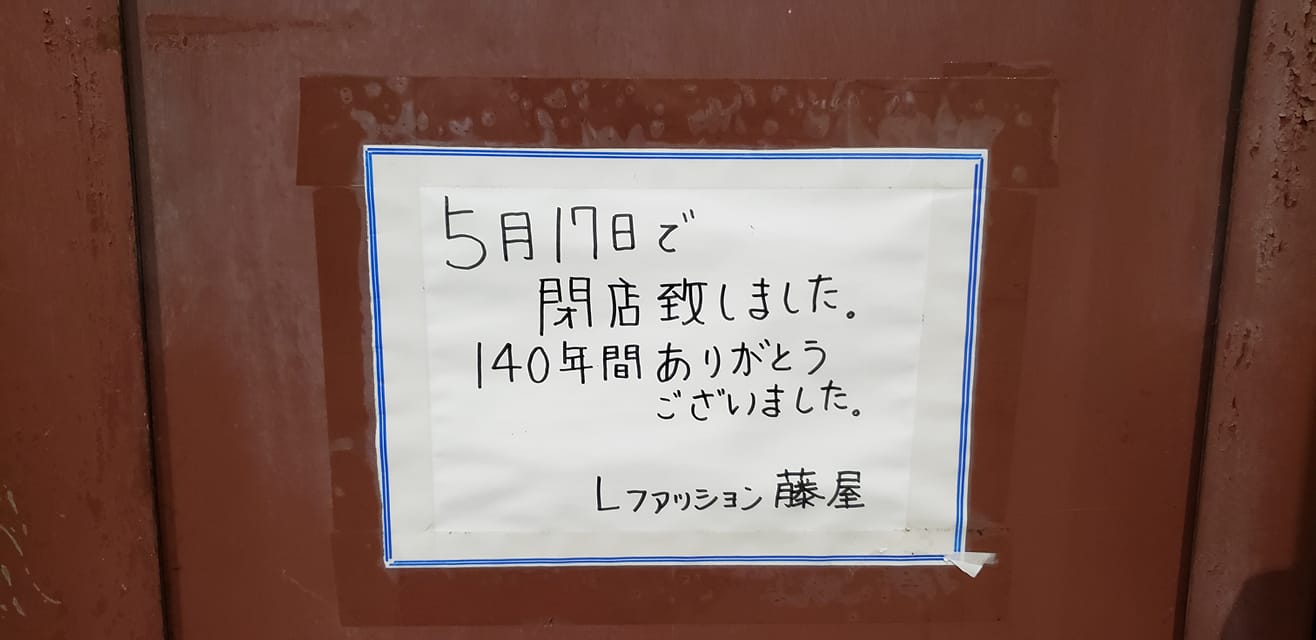 5月17日で
閉店致しました。
140年間ありがとう
ございました。
Lファッション藤屋